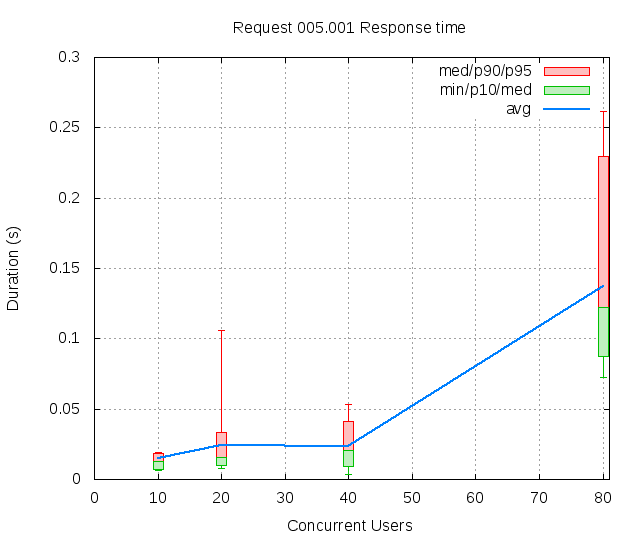 Request 005.001 Response time
med/p90/p95
min/p10/med
avg
0.3
0.25
0.2
0.15
0.1
0.05
0
0 10 20 30 40 50 60 70 80
Duration (s)
Concurrent Users